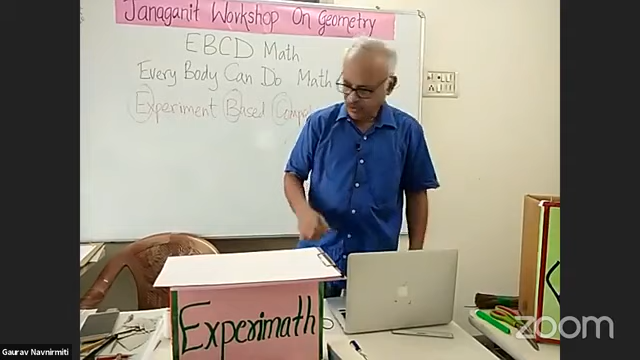 Janaganit Workshop On Geometry
EBCD Math
Every Body Can Do Math
Experiment Based
Experimath
Gaurav Navnirmiti
zoom